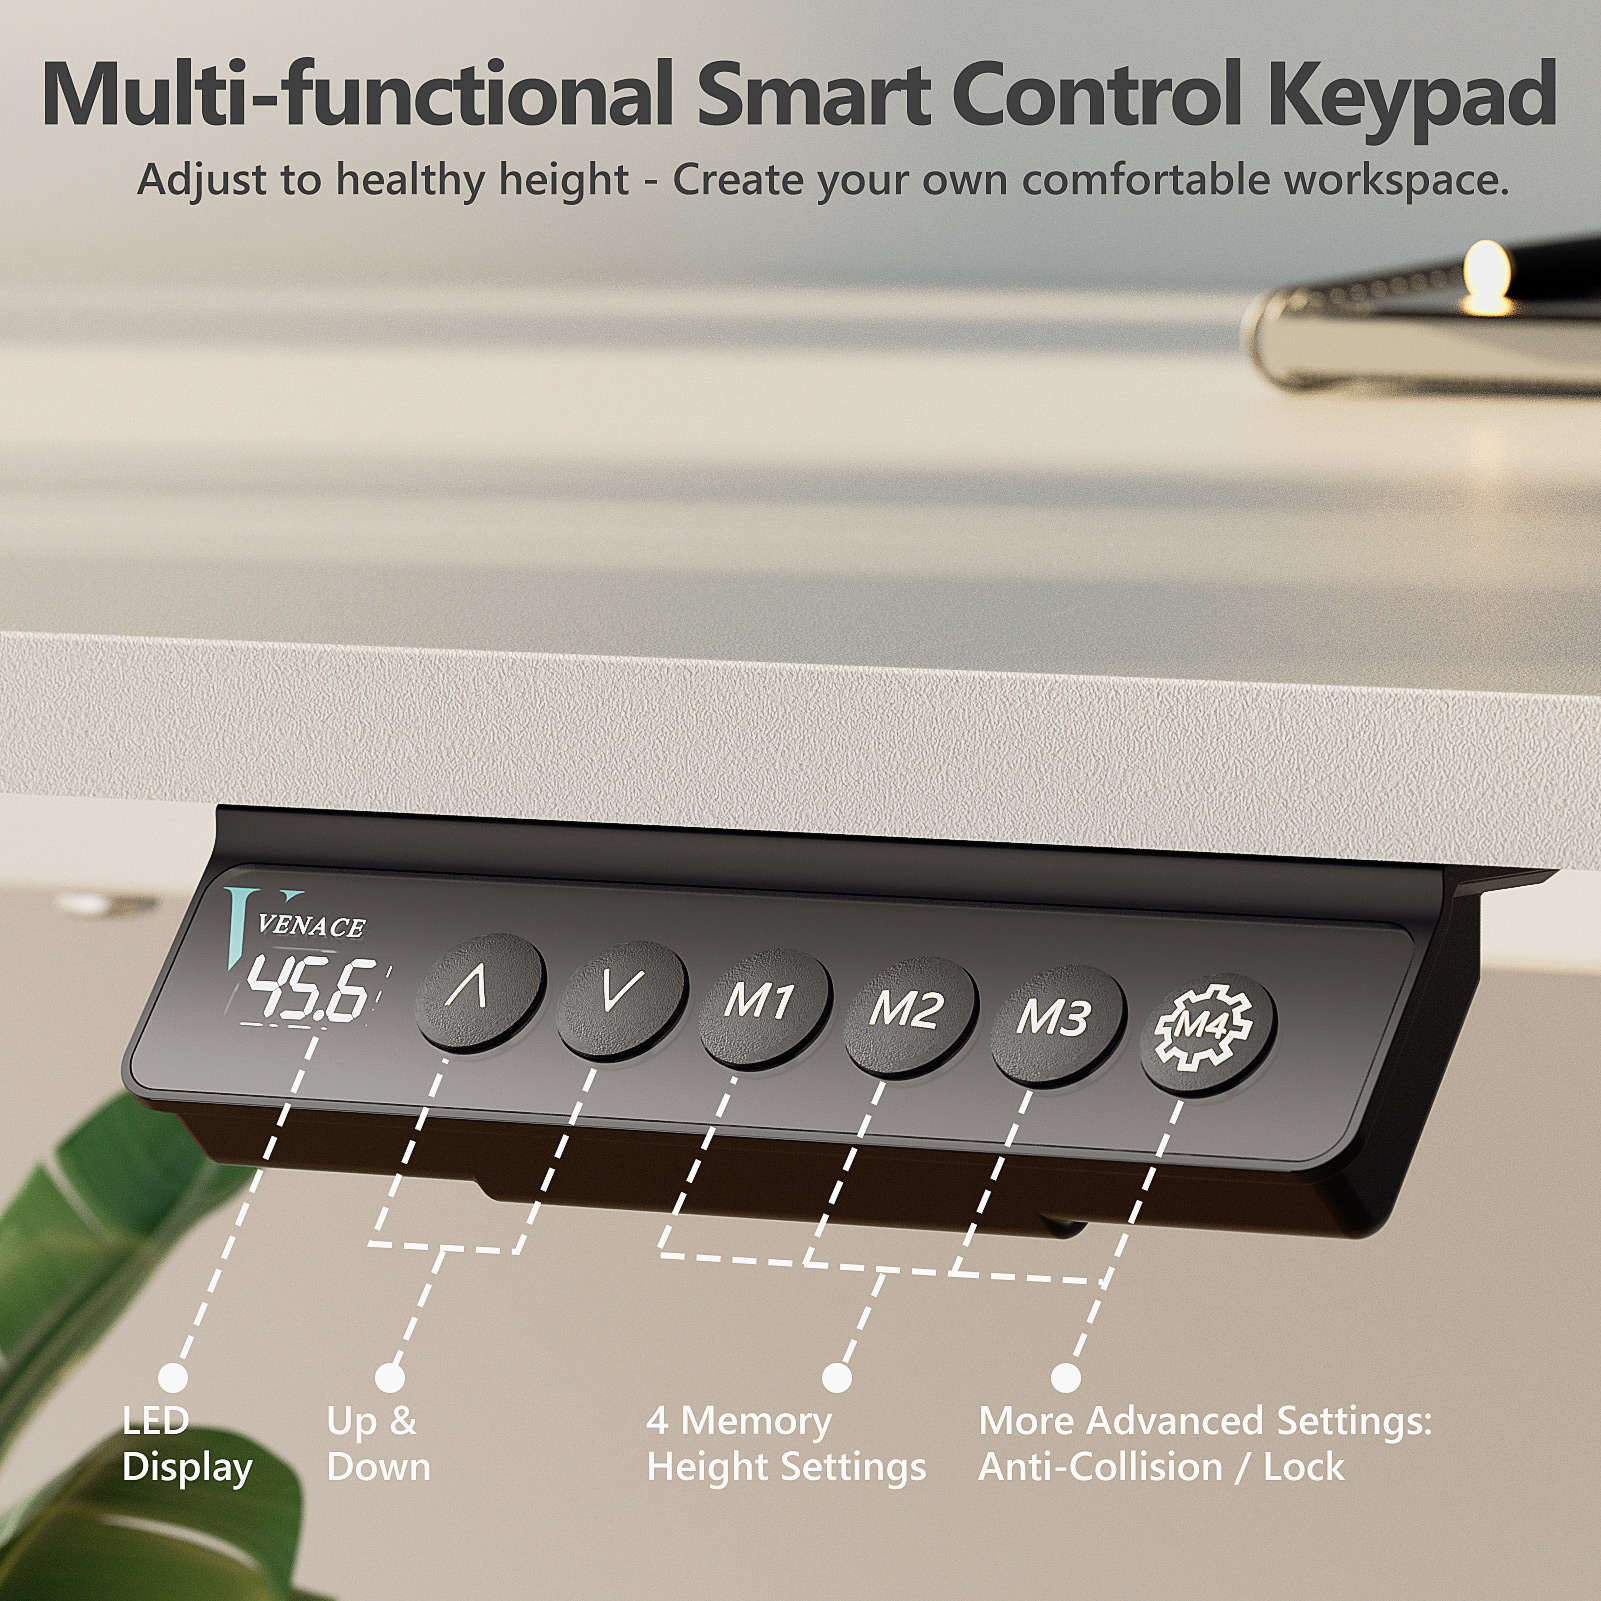 Multi-functional Smart Control Keypad
Adjust to healthy height - Create your own comfortable workspace.
V VENACE
45.6
M1 M2 M3 M4
LED
Display
Up &
Down
4 Memory
Height Settings
More Advanced Settings:
Anti-Collision / Lock